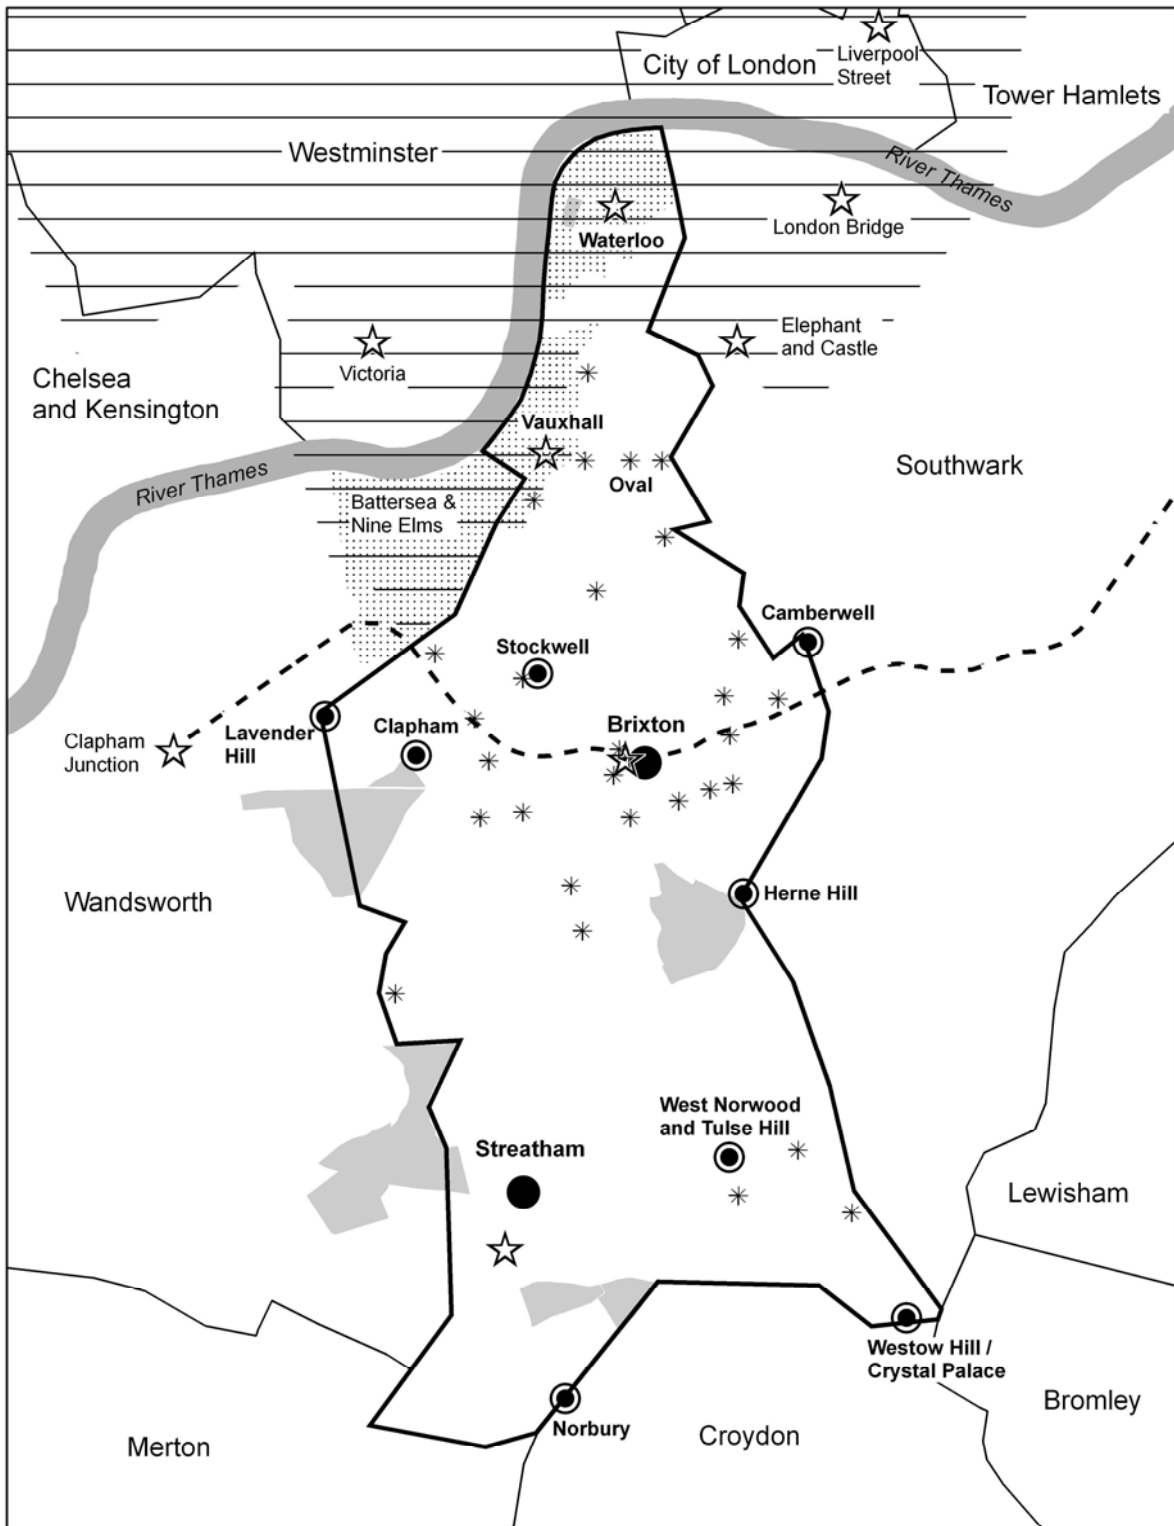 City of London
Liverpool
Street
Tower Hamlets
Westminster
River Thames
London Bridge
Waterloo
Elephant
and Castle
Victoria
Chelsea
and Kensington
Vauxhall
River Thames
Oval
Southwark
Battersea &
Nine Elms
Camberwell
Stockwell
Lavender
Hill
Clapham
Brixton
Clapham
Junction
Wandsworth
Herne Hill
West Norwood
and Tulse Hill
Streatham
Lewisham
Westow Hill /
Crystal Palace
Bromley
Norbury
Croydon
Merton